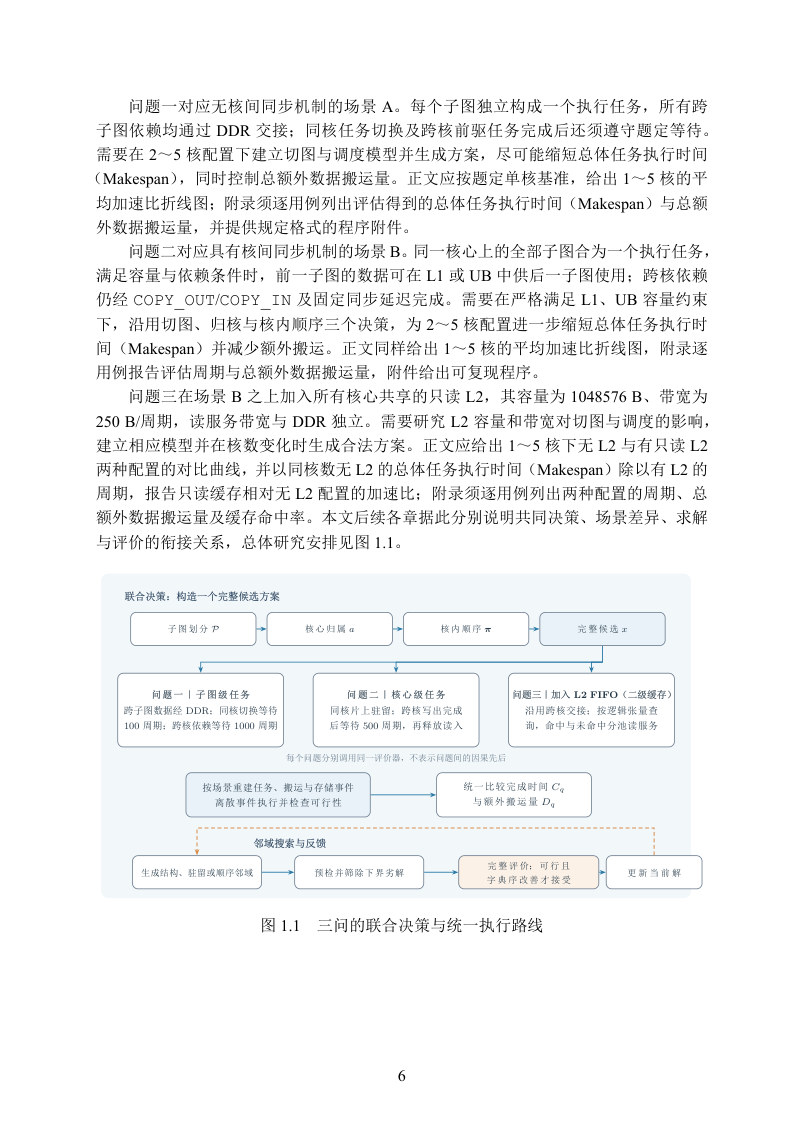 问题一对应无核间同步机制的场景 A。每个子图独立构成一个执行任务，所有跨
子图依赖均通过 DDR 交接；同核任务切换及跨核前驱任务完成后还须遵守题定等待。
需要在 2～5 核配置下建立切图与调度模型并生成方案，尽可能缩短总体任务执行时间
（Makespan），同时控制总额外数据搬运量。正文应按题定单核基准，给出 1～5 核的平
均加速比折线图；附录须逐用例列出评估得到的总体任务执行时间（Makespan）与总额
外数据搬运量，并提供规定格式的程序附件。
问题二对应具有核间同步机制的场景 B。同一核心上的全部子图合为一个执行任务，
满足容量与依赖条件时，前一子图的数据可在 L1 或 UB 中供后一子图使用；跨核依赖
仍经 COPY_OUT/COPY_IN 及固定同步延迟完成。需要在严格满足 L1、UB 容量约束
下，沿用切图、归核与核内顺序三个决策，为 2～5 核配置进一步缩短总体任务执行时
间（Makespan）并减少额外搬运。正文同样给出 1～5 核的平均加速比折线图，附录逐
用例报告评估周期与总额外数据搬运量，附件给出可复现程序。
问题三在场景 B 之上加入所有核心共享的只读 L2，其容量为 1048576 B、带宽为
250 B/周期，读服务带宽与 DDR 独立。需要研究 L2 容量和带宽对切图与调度的影响，
建立相应模型并在核数变化时生成合法方案。正文应给出 1～5 核下无 L2 与有只读 L2
两种配置的对比曲线，并以同核数无 L2 的总体任务执行时间（Makespan）除以有 L2 的
周期，报告只读缓存相对无 L2 配置的加速比；附录须逐用例列出两种配置的周期、总
额外数据搬运量及缓存命中率。本文后续各章据此分别说明共同决策、场景差异、求解
与评价的衔接关系，总体研究安排见图 1.1。
联合决策：构造一个完整候选方案
子图划分 𝒫
核心归属 a
核内顺序 π
完整候选 x
问题一 | 子图级任务
跨子图数据经 DDR；同核切换等待
100 周期；跨核依赖等待 1000 周期
问题二 | 核心级任务
同核片上驻留；跨核写出完成
后等待 500 周期，再释放读入
问题三 | 加入 L2 FIFO（二级缓存）
沿用跨核交接；按逻辑张量查
询，命中与未命中分池读服务
每个问题分别调用同一评价器，不表示问题间的因果先后
按场景重建任务、搬运与存储事件
离散事件执行并检查可行性
统一比较完成时间 C_q
与额外搬运量 D_q
邻域搜索与反馈
生成结构、驻留或顺序邻域
预检并筛除下界劣解
完整评价：可行且
字典序改善才接受
更新当前解
图 1.1 三问的联合决策与统一执行路线
6